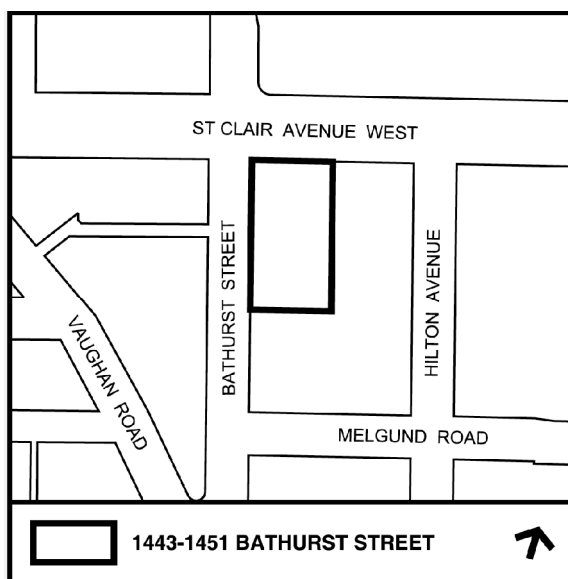 ST CLAIR AVENUE WEST
BATHURST STREET
HILTON AVENUE
VAUGHAN ROAD
MELGUND ROAD
1443-1451 BATHURST STREET